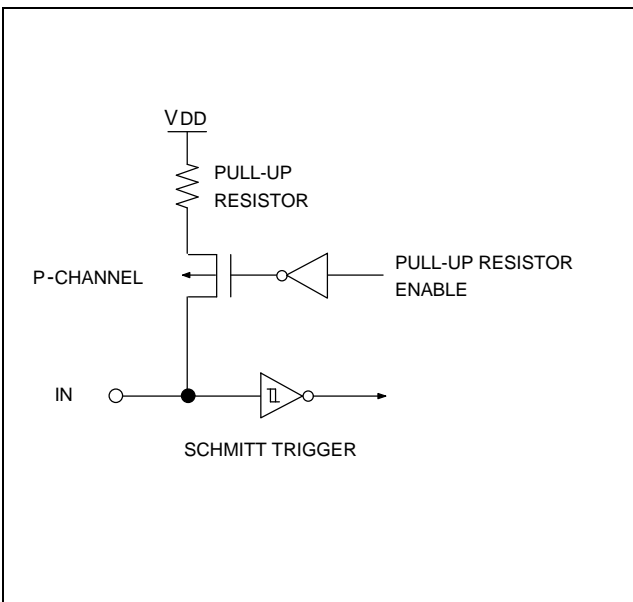 VDD
PULL-UP
RESISTOR
P-CHANNEL
PULL-UP RESISTOR
ENABLE
IN
SCHMITT TRIGGER